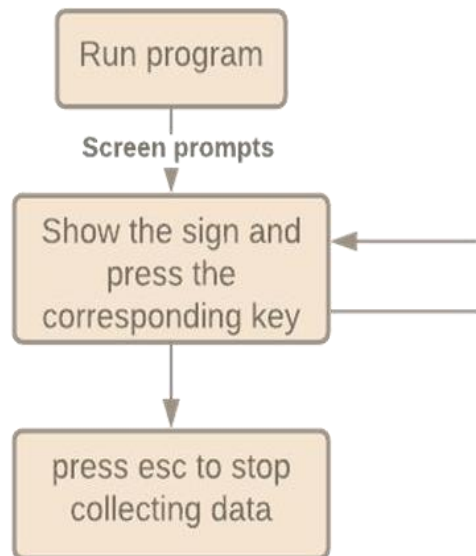 Run program
Screen prompts
Show the sign and
press the
corresponding key
press esc to stop
collecting data